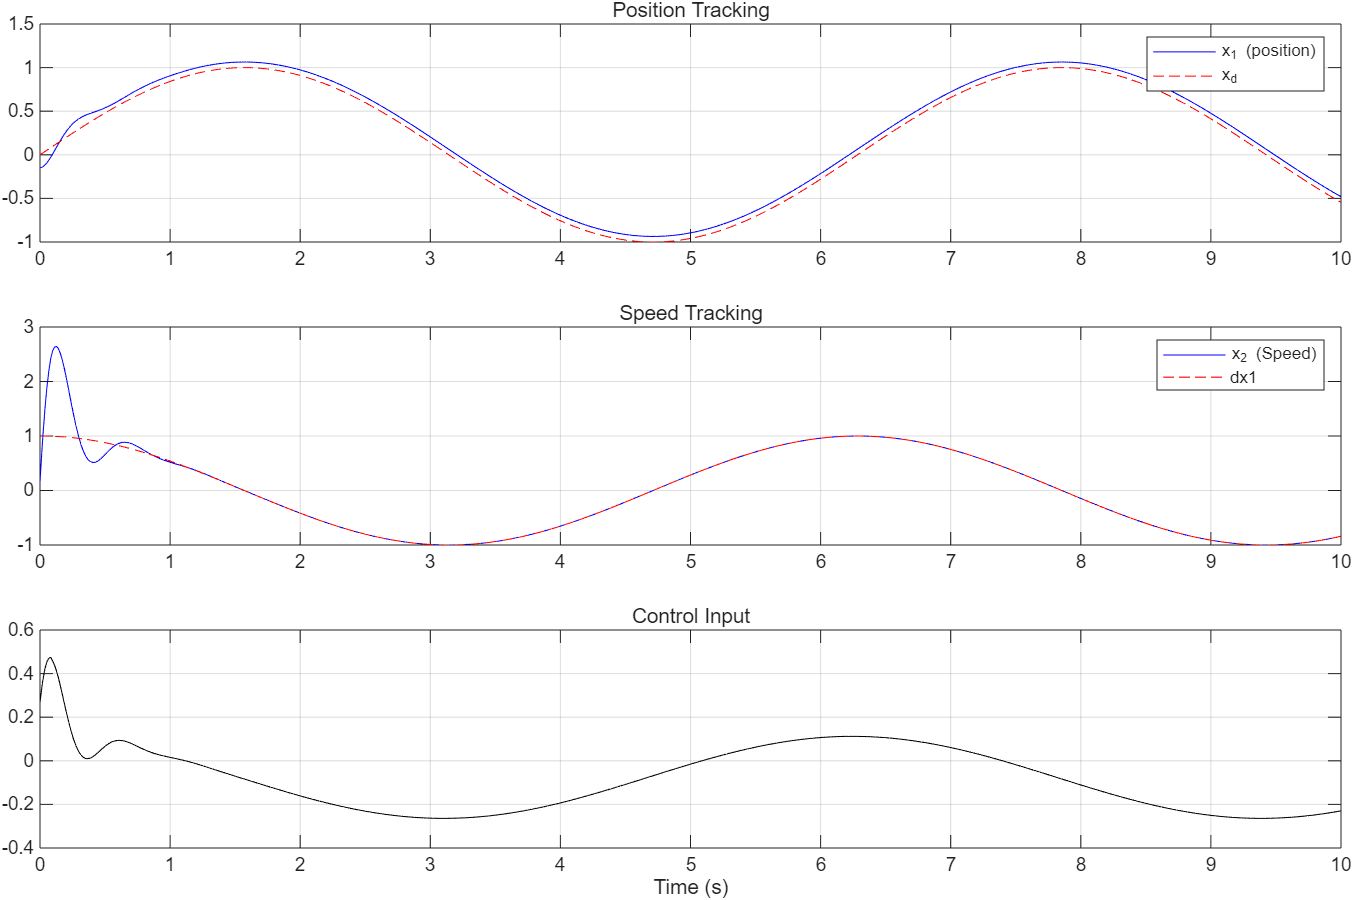 Position Tracking
1.5
1
0.5
0
-0.5
-1
x1 (position)
xd
0 1 2 3 4 5 6 7 8 9 10
Speed Tracking
3
2
1
0
-1
x2 (Speed)
dx1
0 1 2 3 4 5 6 7 8 9 10
Control Input
0.6
0.4
0.2
0
-0.2
-0.4
0 1 2 3 4 5 6 7 8 9 10
Time (s)